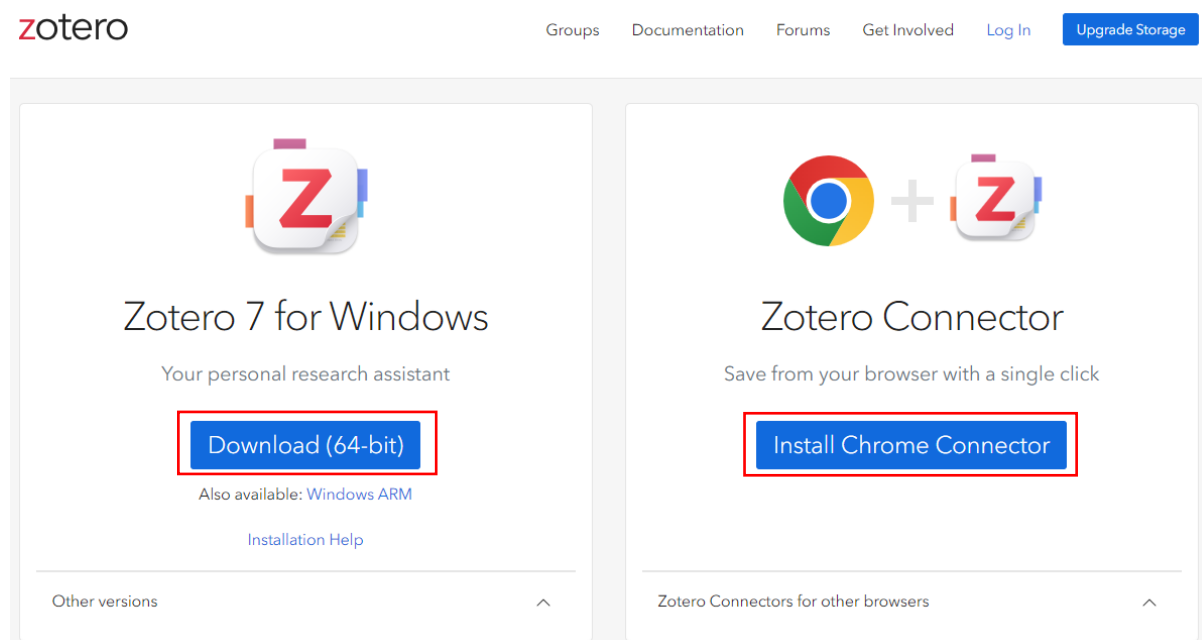 zotero
Groups Documentation Forums Get Involved Log In Upgrade Storage
Zotero 7 for Windows
Your personal research assistant
Download (64-bit)
Also available: Windows ARM
Installation Help
Other versions
Zotero Connector
Save from your browser with a single click
Install Chrome Connector
Zotero Connectors for other browsers